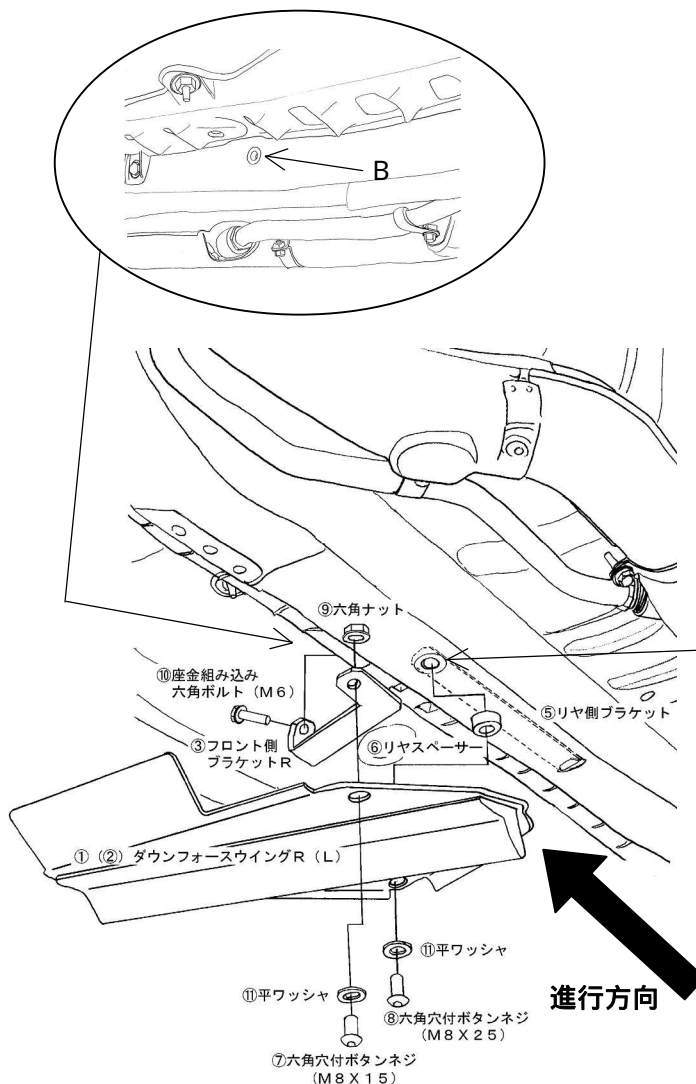 B
⑨六角ナット
⑩座金組み込み
六角ボルト（M６）
⑤リヤ側ブラケット
③フロント側
ブラケットR
⑥リヤスペーサー
①（②）ダウンフォースウイングR（L）
⑪平ワッシャ
⑪平ワッシャ
進行方向
⑧六角穴付ボタンネジ
（M８X２５）
⑦六角穴付ボタンネジ
（M８X１５）